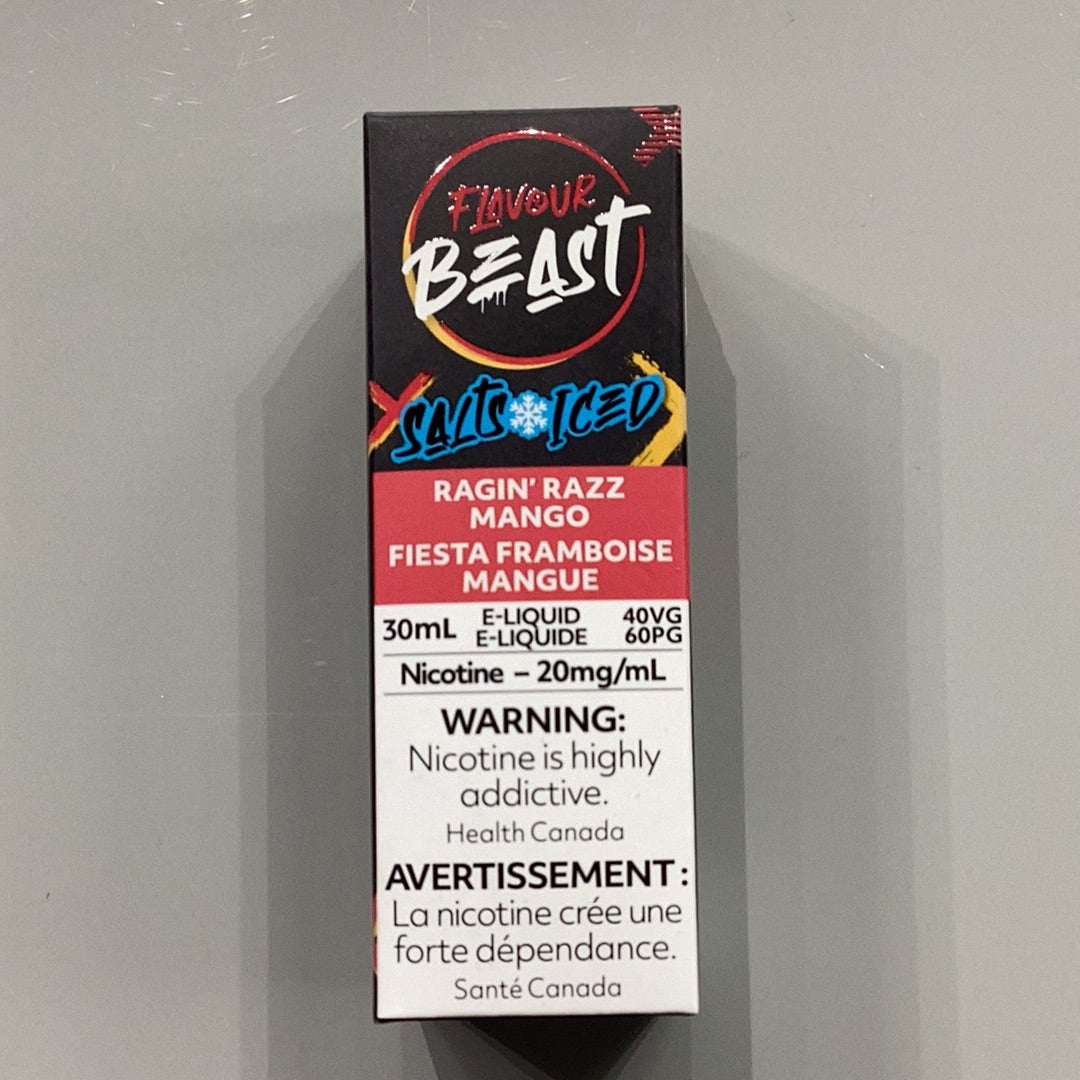 FLAVOUR
BEAST
SALTS ICED
RAGIN' RAZZ
MANGO
FIESTA FRAMBOISE
MANGUE
30mL E-LIQUID 40VG
E-LIQUIDE 60PG
Nicotine – 20mg/mL
WARNING:
Nicotine is highly
addictive.
Health Canada
AVERTISSEMENT :
La nicotine crée une
forte dépendance.
Santé Canada